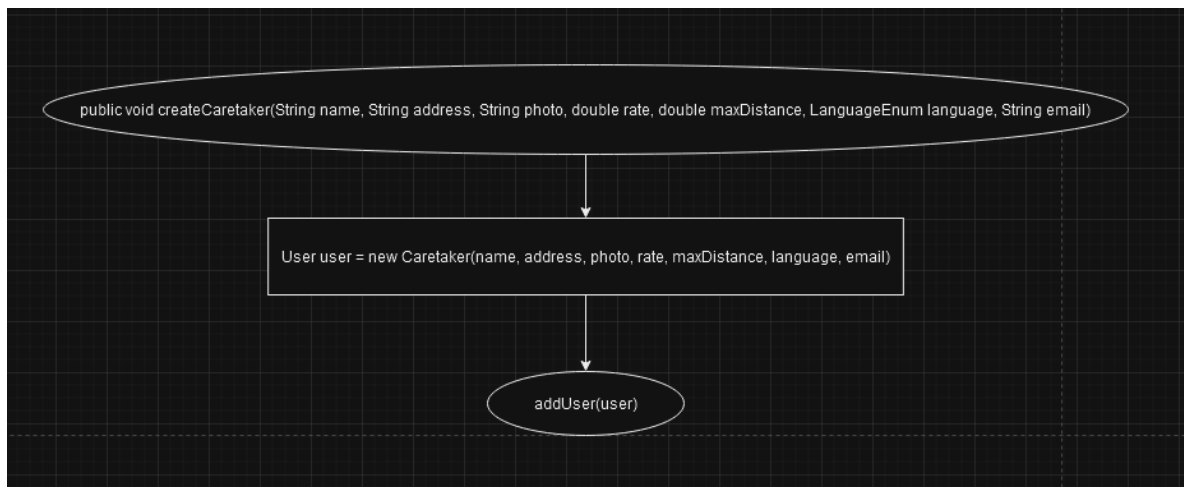 public void createCaretaker(String name, String address, String photo, double rate, double maxDistance, LanguageEnum language, String email)
User user = new Caretaker(name, address, photo, rate, maxDistance, language, email)
addUser(user)